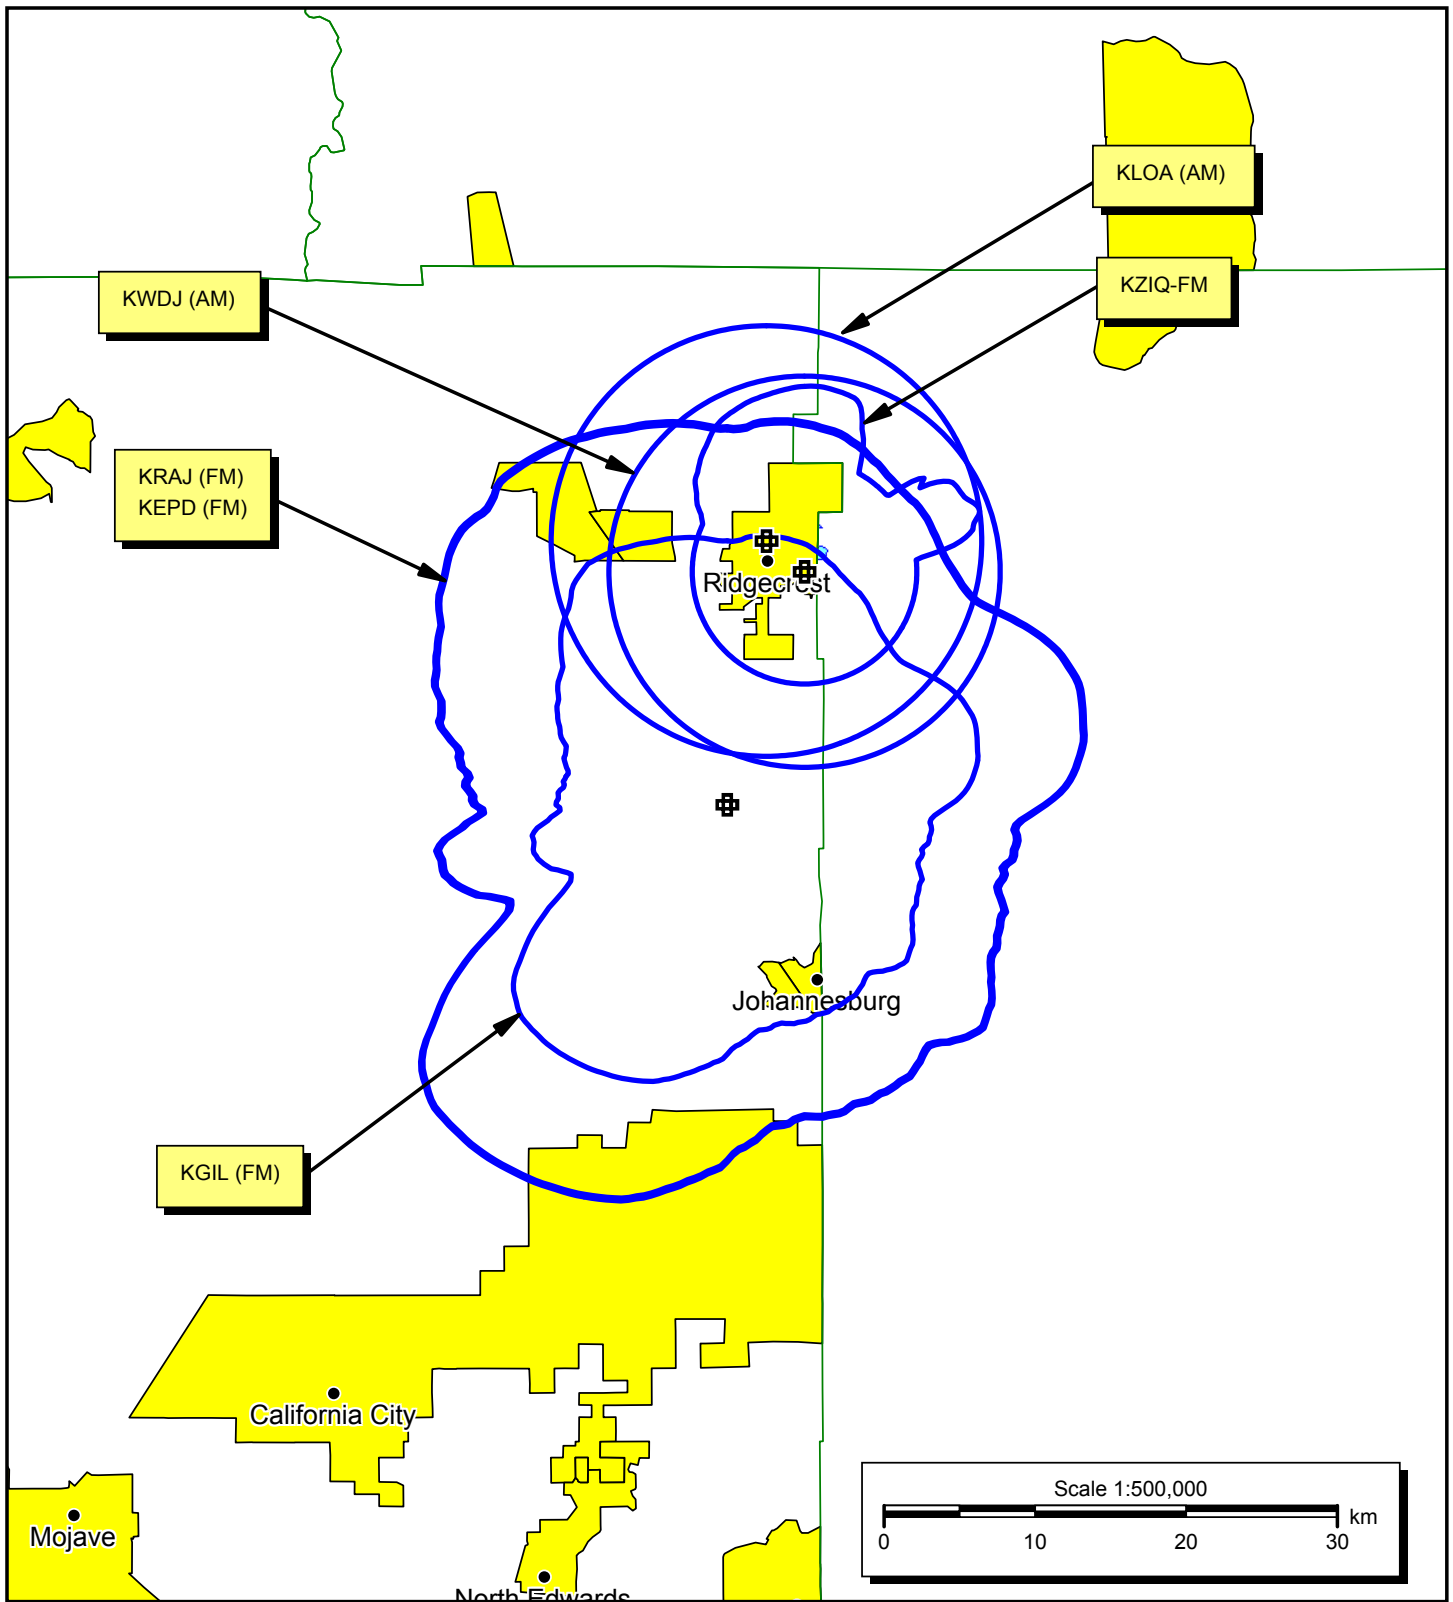 KLOA (AM)
KZIQ-FM
KWDJ (AM)
KRAJ (FM)
KEPD (FM)
Ridgecrest
Johannesburg
KGIL (FM)
California City
Mojave
North Edwards
Scale 1:500,000
km
0 10 20 30